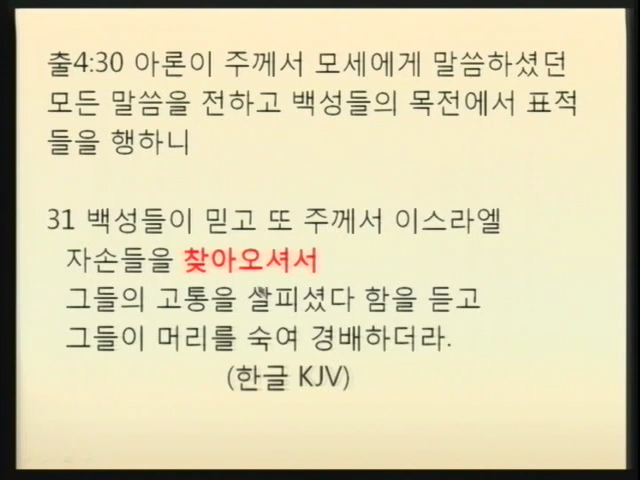 출4:30 아론이 주께서 모세에게 말씀하셨던
모든 말씀을 전하고 백성들의 목전에서 표적
들을 행하니
31 백성들이 믿고 또 주께서 이스라엘
자손들을 찾아오셔서
그들의 고통을 살피셨다 함을 듣고
그들이 머리를 숙여 경배하더라.
(한글 KJV)